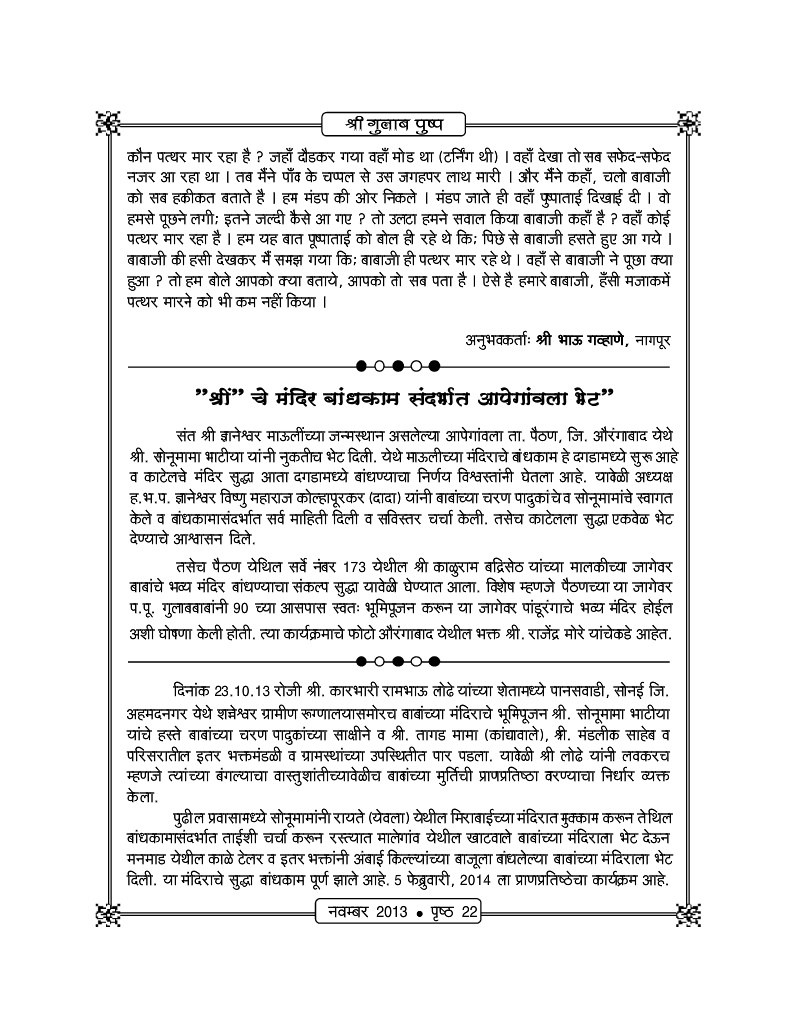 श्री गुलाब पुष्प
कौन पत्थर मार रहा है ? जहाँ दौडकर गया वहाँ मोड था (टर्निंग थी) । वहाँ देखा तो सब सफेद-सफेद
नजर आ रहा था । तब मैंने पाँव के चप्पल से उस जगहपर लाथ मारी । और मैंने कहाँ, चलो बाबाजी
को सब हकीकत बताते है । हम मंडप की ओर निकले । मंडप जाते ही वहाँ पुष्पाताई दिखाई दी । वो
हमसे पूछने लगी; इतने जल्दी कैसे आ गए ? तो उलटा हमने सवाल किया बाबाजी कहाँ है ? वहाँ कोई
पत्थर मार रहा है । हम यह बात पूष्पाताई को बोल ही रहे थे कि; पिछे से बाबाजी हसते हुए आ गये ।
बाबाजी की हसी देखकर मैं समझ गया कि; बाबाजी ही पत्थर मार रहे थे । वहाँ से बाबाजी ने पूछा क्या
हुआ ? तो हम बोले आपको क्या बताये, आपको तो सब पता है । ऐसे है हमारे बाबाजी, हँसी मजाकमें
पत्थर मारने को भी कम नहीं किया ।
अनुभवकर्ताः श्री भाऊ गव्हाणे, नागपूर
”श्रीं” चे मंदिर बांधकाम संदर्भात आपेगांवला भेट”
संत श्री ज्ञानेश्वर माऊलींच्या जन्मस्थान असलेल्या आपेगांवला ता. पैठण, जि. औरंगाबाद येथे
श्री. सोनूमामा भाटीया यांनी नुकतीच भेट दिली. येथे माऊलीच्या मंदिराचे बांधकाम हे दगडामध्ये सुरू आहे
व काटेलचे मंदिर सुद्धा आता दगडामध्ये बांधण्याचा निर्णय विश्वस्तांनी घेतला आहे. यावेळी अध्यक्ष
ह.भ.प. ज्ञानेश्वर विष्णु महाराज कोल्हापूरकर (दादा) यांनी बाबांच्या चरण पादुकांचे व सोनूमामांचे स्वागत
केले व बांधकामासंदर्भात सर्व माहिती दिली व सविस्तर चर्चा केली. तसेच काटेलला सुद्धा एकवेळ भेट
देण्याचे आश्वासन दिले.
तसेच पैठण येथिल सर्वे नंबर 173 येथील श्री काळुराम बद्रिसेठ यांच्या मालकीच्या जागेवर
बाबांचे भव्य मंदिर बांधण्याचा संकल्प सुद्धा यावेळी घेण्यात आला. विशेष म्हणजे पैठणच्या या जागेवर
प.पू. गुलाबबाबांनी 90 च्या आसपास स्वतः भूमिपूजन करून या जागेवर पांडूरंगाचे भव्य मंदिर होईल
अशी घोषणा केली होती. त्या कार्यक्रमाचे फोटो औरंगाबाद येथील भक्त श्री. राजेंद्र मोरे यांचेकडे आहेत.
दिनांक 23.10.13 रोजी श्री. कारभारी रामभाऊ लोढे यांच्या शेतामध्ये पानसवाडी, सोनई जि.
अहमदनगर येथे शन्नेश्वर ग्रामीण रूग्णालयासमोरच बाबांच्या मंदिराचे भूमिपूजन श्री. सोनूमामा भाटीया
यांचे हस्ते बाबांच्या चरण पादुकांच्या साक्षीने व श्री. तागड मामा (कांद्यावाले), श्री. मंडलीक साहेब व
परिसरातील इतर भक्तमंडळी व ग्रामस्थांच्या उपस्थितीत पार पडला. यावेळी श्री लोढे यांनी लवकरच
म्हणजे त्यांच्या बंगल्याचा वास्तुशांतीच्यावेळीच बाबांच्या मुर्तिची प्राणप्रतिष्ठा करण्याचा निर्धार व्यक्त
केला.
पुढील प्रवासामध्ये सोनूमामांनी रायते (येवला) येथील मिराबाईच्या मंदिरात मुक्काम करून तेथिल
बांधकामासंदर्भात ताईशी चर्चा करून रस्त्यात मालेगांव येथील खाटवाले बाबांच्या मंदिराला भेट देऊन
मनमाड येथील काळे टेलर व इतर भक्तांनी अंबाई किल्ल्यांच्या बाजूला बांधलेल्या बाबांच्या मंदिराला भेट
दिली. या मंदिराचे सुद्धा बांधकाम पूर्ण झाले आहे. 5 फेब्रुवारी, 2014 ला प्राणप्रतिष्ठेचा कार्यक्रम आहे.
नवम्बर 2013 ● पृष्ठ 22